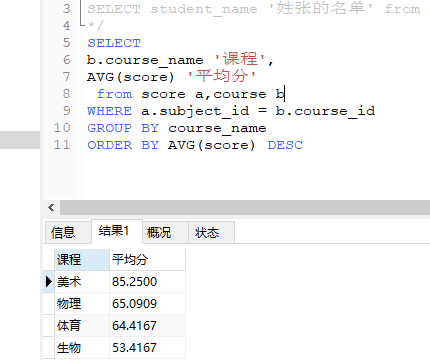 3 SELECT student_name '姓张的名单' from
4 */
5 SELECT
6 b.course_name '课程',
7 AVG(score) '平均分'
8 from score a,course b
9 WHERE a.subject_id = b.course_id
10 GROUP BY course_name
11 ORDER BY AVG(score) DESC
信息 结果1 概况 状态
课程 平均分
美术 85.2500
物理 65.0909
体育 64.4167
生物 53.4167